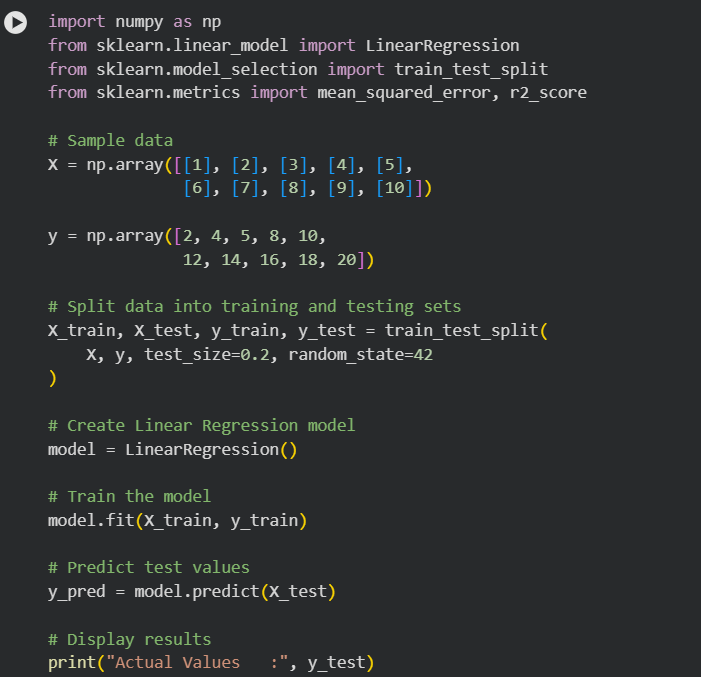 import numpy as np
from sklearn.linear_model import LinearRegression
from sklearn.model_selection import train_test_split
from sklearn.metrics import mean_squared_error, r2_score

# Sample data
X = np.array([[1], [2], [3], [4], [5],
              [6], [7], [8], [9], [10]])

y = np.array([2, 4, 5, 8, 10,
              12, 14, 16, 18, 20])

# Split data into training and testing sets
X_train, X_test, y_train, y_test = train_test_split(
    X, y, test_size=0.2, random_state=42
)

# Create Linear Regression model
model = LinearRegression()

# Train the model
model.fit(X_train, y_train)

# Predict test values
y_pred = model.predict(X_test)

# Display results
print("Actual Values   :", y_test)